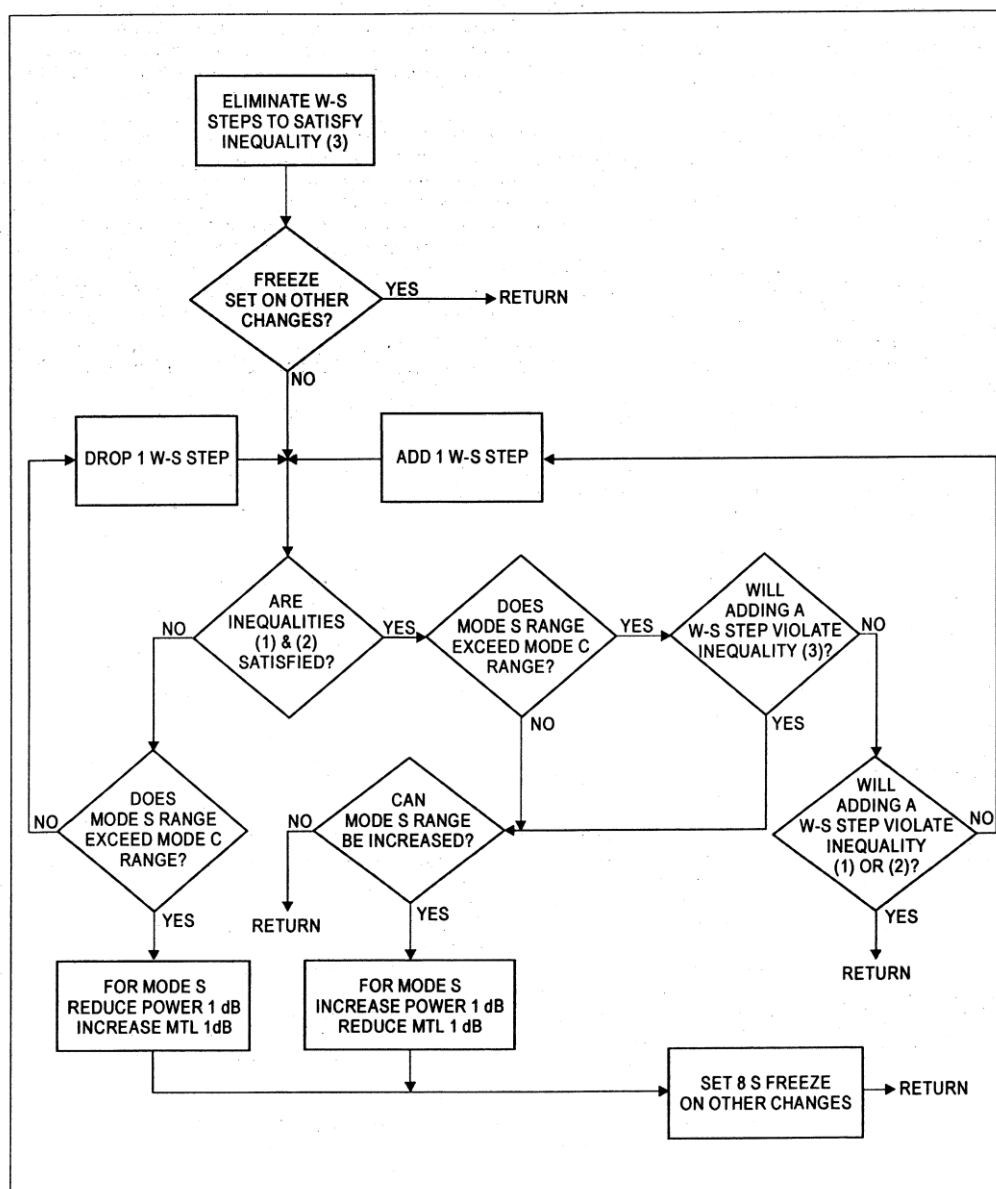 ELIMINATE W-S
STEPS TO SATISFY
INEQUALITY (3)
FREEZE
SET ON OTHER
CHANGES?
YES
RETURN
NO
DROP 1 W-S STEP
ADD 1 W-S STEP
ARE
INEQUALITIES
(1) & (2)
SATISFIED?
NO
YES
DOES
MODE S RANGE
EXCEED MODE C
RANGE?
YES
NO
WILL
ADDING A
W-S STEP VIOLATE
INEQUALITY (3)?
NO
YES
DOES
MODE S RANGE
EXCEED MODE C
RANGE?
NO
YES
CAN
MODE S RANGE
BE INCREASED?
NO
RETURN
YES
WILL
ADDING A
W-S STEP VIOLATE
INEQUALITY
(1) OR (2)?
NO
YES
RETURN
FOR MODE S
REDUCE POWER 1 dB
INCREASE MTL 1dB
FOR MODE S
INCREASE POWER 1 dB
REDUCE MTL 1 dB
SET 8 S FREEZE
ON OTHER CHANGES
RETURN